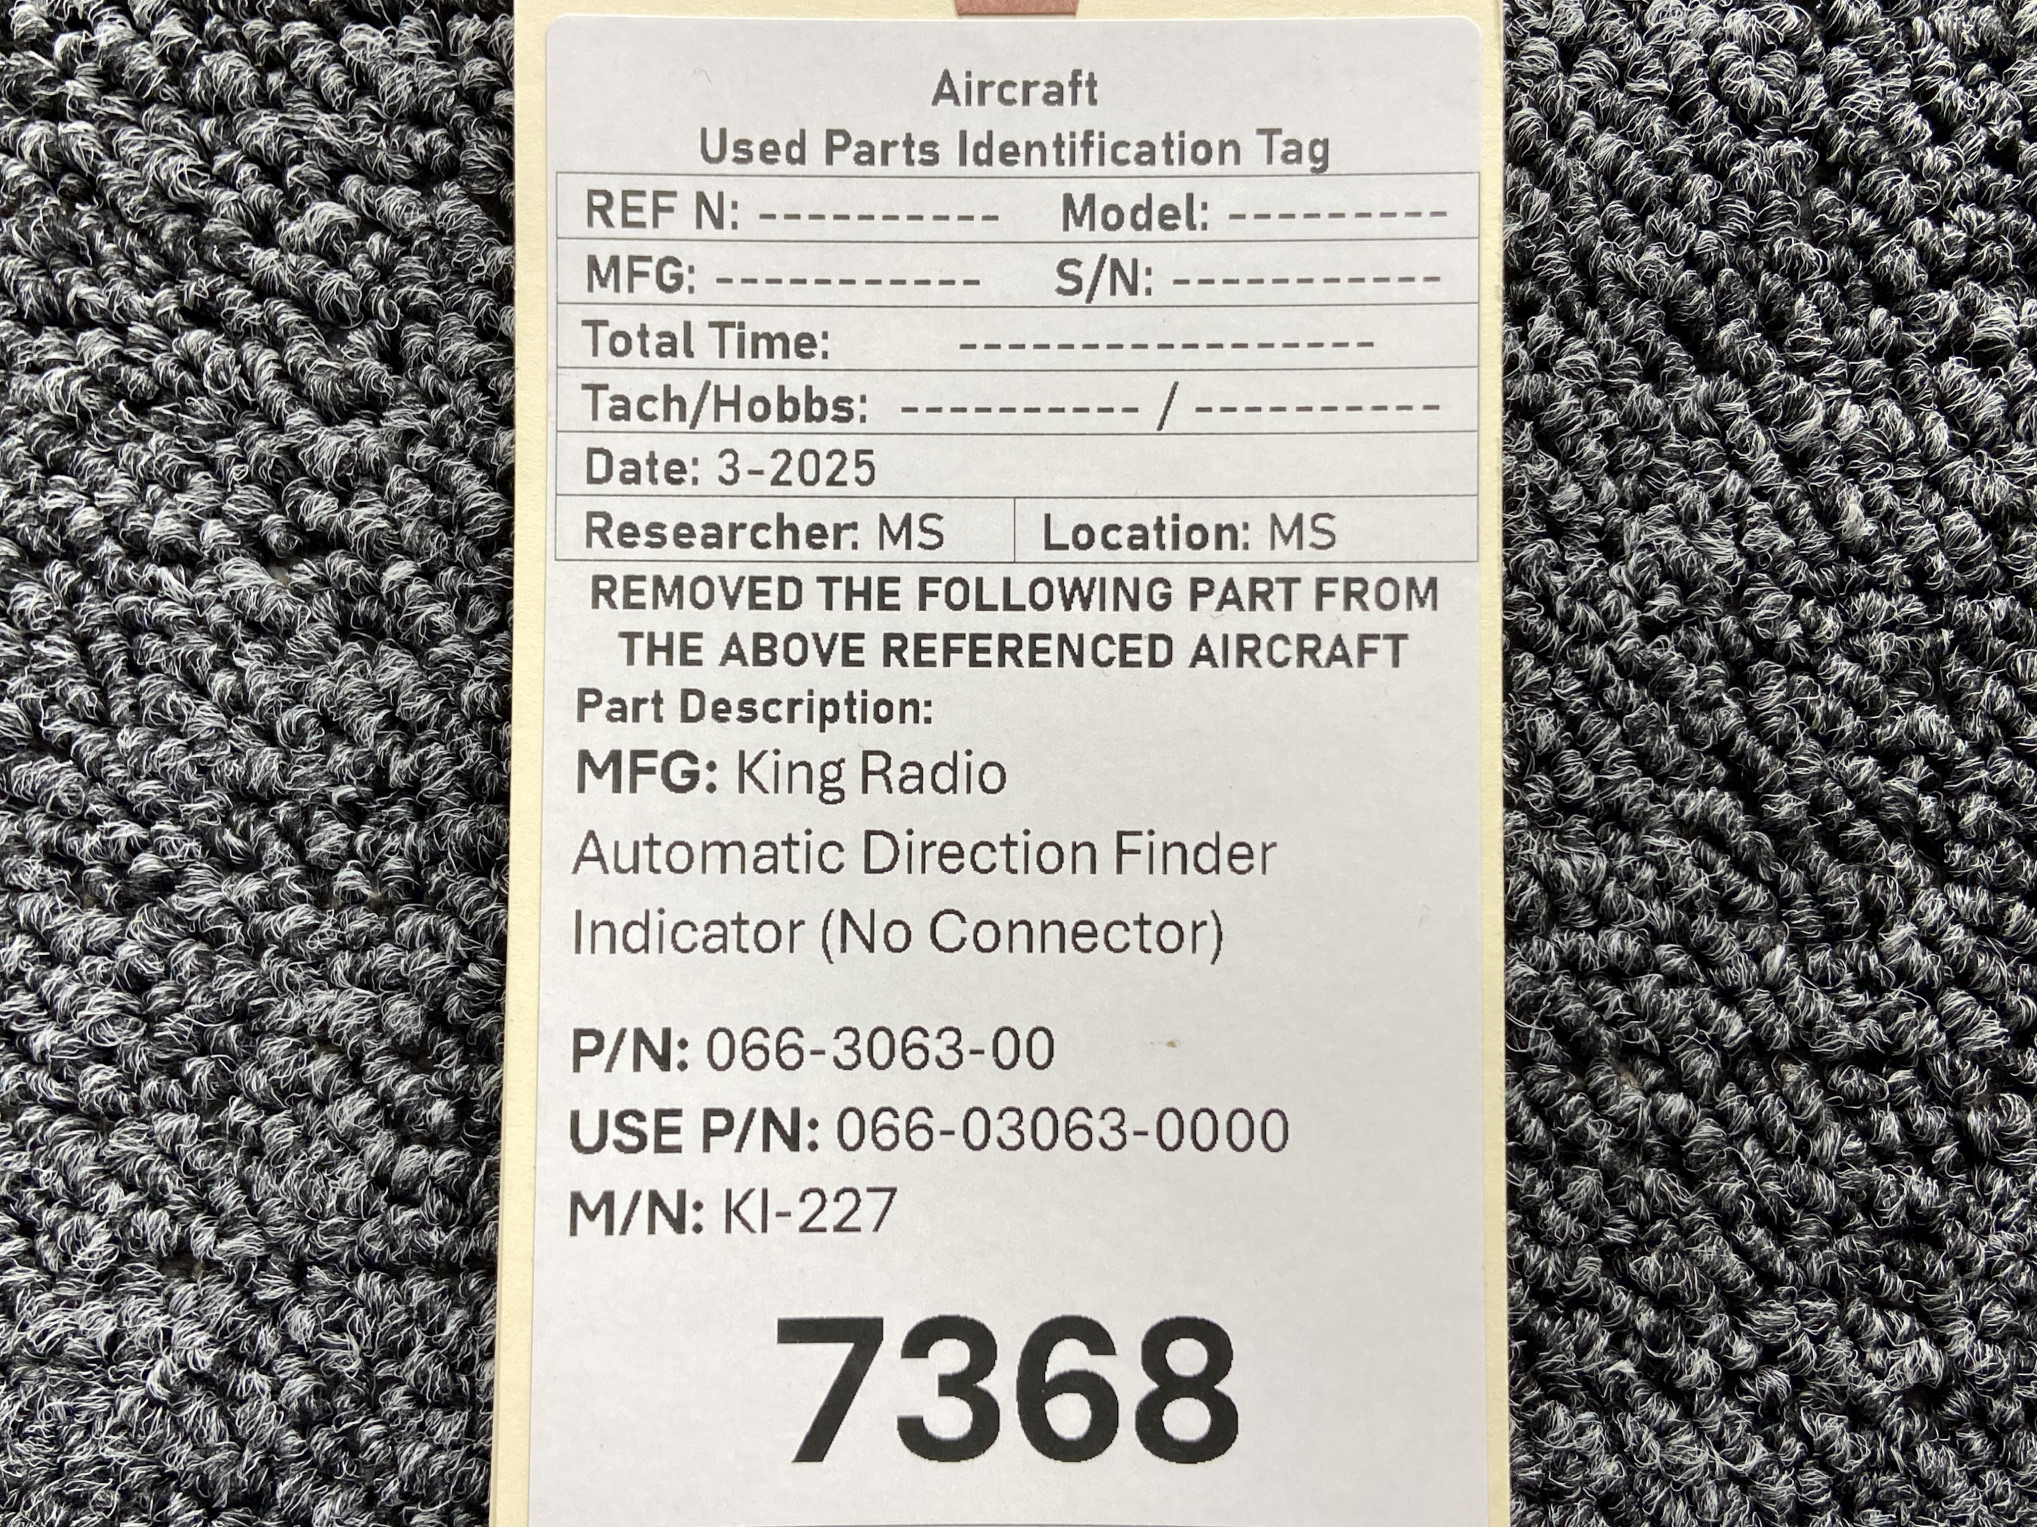 Aircraft
Used Parts Identification Tag
REF N: ---------- Model: ---------
MFG: ----------- S/N: -----------
Total Time: -----------------
Tach/Hobbs: ---------- / ----------
Date: 3-2025
Researcher: MS Location: MS
REMOVED THE FOLLOWING PART FROM
THE ABOVE REFERENCED AIRCRAFT
Part Description:
MFG: King Radio
Automatic Direction Finder
Indicator (No Connector)
P/N: 066-3063-00
USE P/N: 066-03063-0000
M/N: KI-227
7368